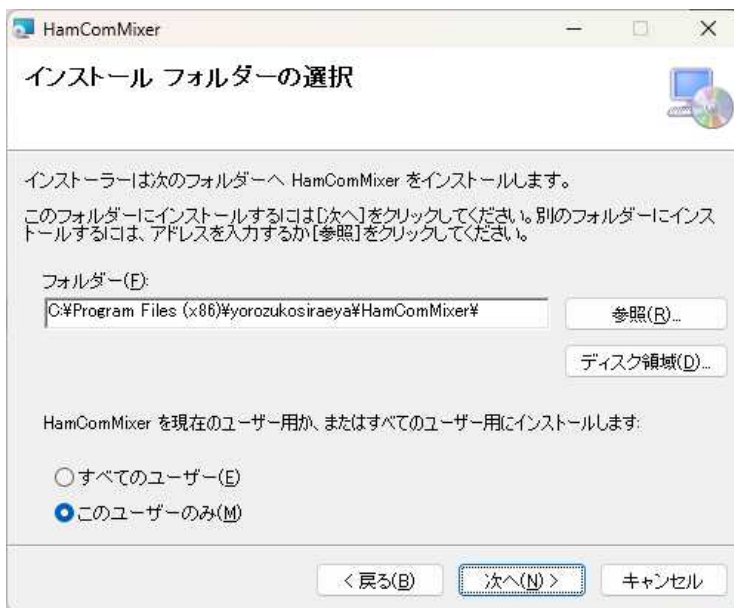 HamComMixer
インストール フォルダーの選択
インストーラーは次のフォルダーへ HamComMixer をインストールします。
このフォルダーにインストールするには[次へ]をクリックしてください。別のフォルダーにインス
トールするには、アドレスを入力するか[参照]をクリックしてください。
フォルダー(F):
C:¥Program Files (x86)¥yorozukosiraeya¥HamComMixer¥
参照(R)...
ディスク領域(D)...
HamComMixer を現在のユーザー用か、またはすべてのユーザー用にインストールします:
すべてのユーザー(E)
このユーザーのみ(M)
< 戻る(B)
次へ(N) >
キャンセル